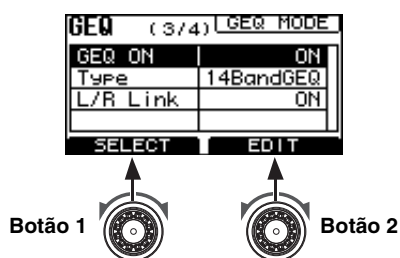 GEQ (3/4) GEQ MODE
GEQ ON ON
Type 14BandGEQ
L/R Link ON
SELECT EDIT
Botão 1 Botão 2